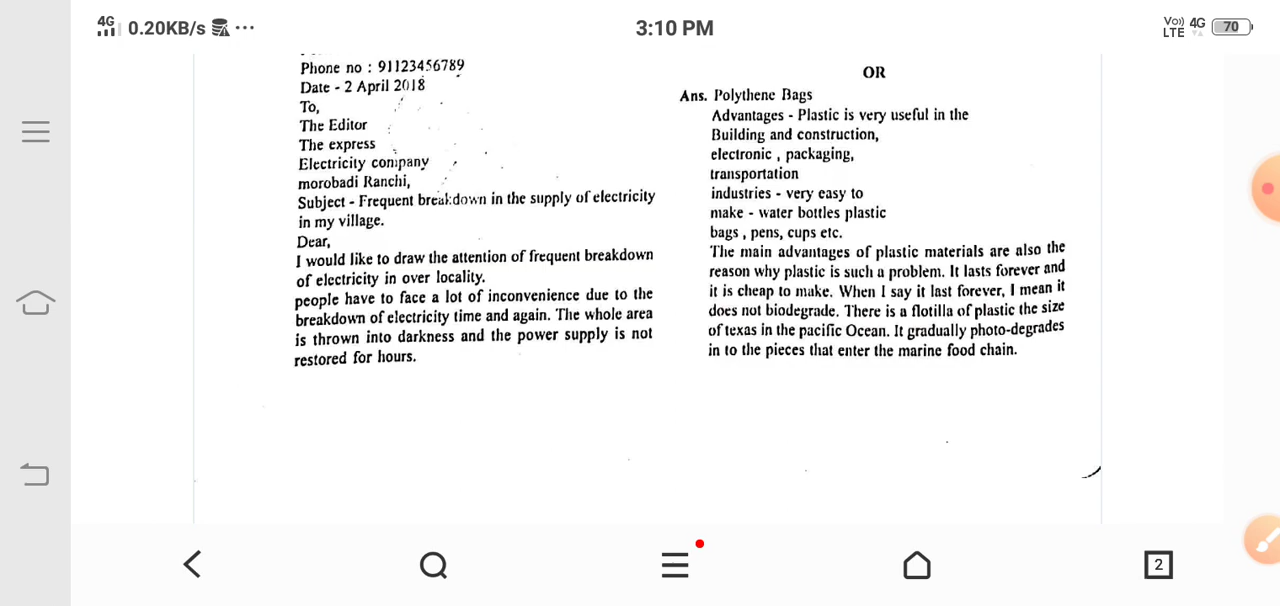 4G 0.20KB/s ...
3:10 PM
Vo)) 4G
LTE
70
Phone no : 91123456789
Date - 2 April 2018
To,
The Editor
The express
Electricity company
morobadi Ranchi,
Subject - Frequent breakdown in the supply of electricity
in my village.
Dear,
I would like to draw the attention of frequent breakdown
of electricity in over locality.
people have to face a lot of inconvenience due to the
breakdown of electricity time and again. The whole area
is thrown into darkness and the power supply is not
restored for hours.
OR
Ans. Polythene Bags
Advantages - Plastic is very useful in the
Building and construction,
electronic , packaging,
transportation
industries - very easy to
make - water bottles plastic
bags , pens, cups etc.
The main advantages of plastic materials are also the
reason why plastic is such a problem. It lasts forever and
it is cheap to make. When I say it last forever, I mean it
does not biodegrade. There is a flotilla of plastic the size
of texas in the pacific Ocean. It gradually photo-degrades
in to the pieces that enter the marine food chain.
2